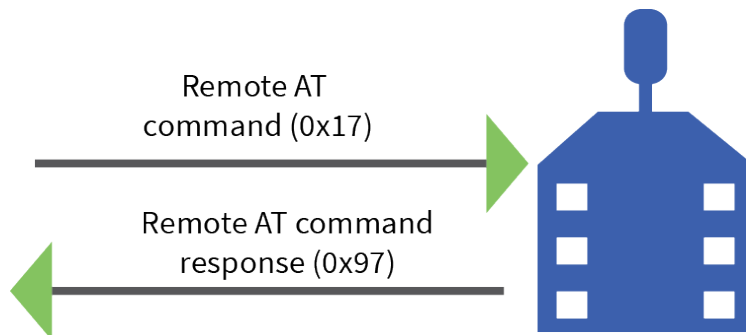 Remote AT
command (0x17)
Remote AT command
response (0x97)